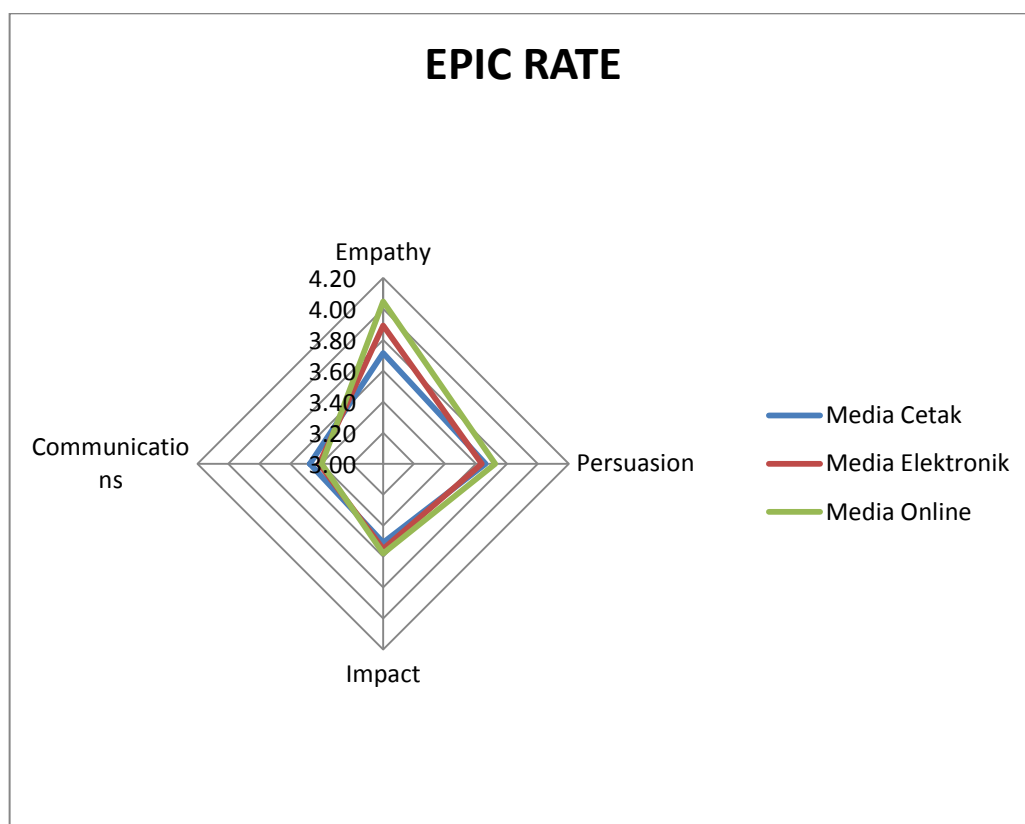 EPIC RATE
Empathy
4.20
4.00
3.80
3.60
3.40
3.20
3.00
Communicatio
ns
Persuasion
Impact
Media Cetak
Media Elektronik
Media Online